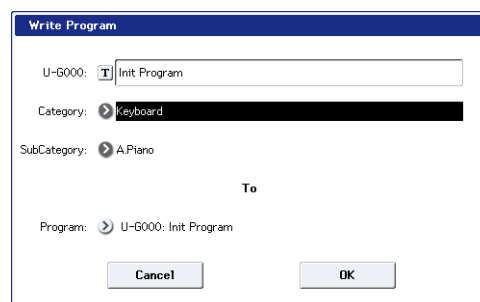 Write Program
U-G000: T Init Program
Category: Keyboard
SubCategory: A.Piano
To
Program: U-G000: Init Program
Cancel OK